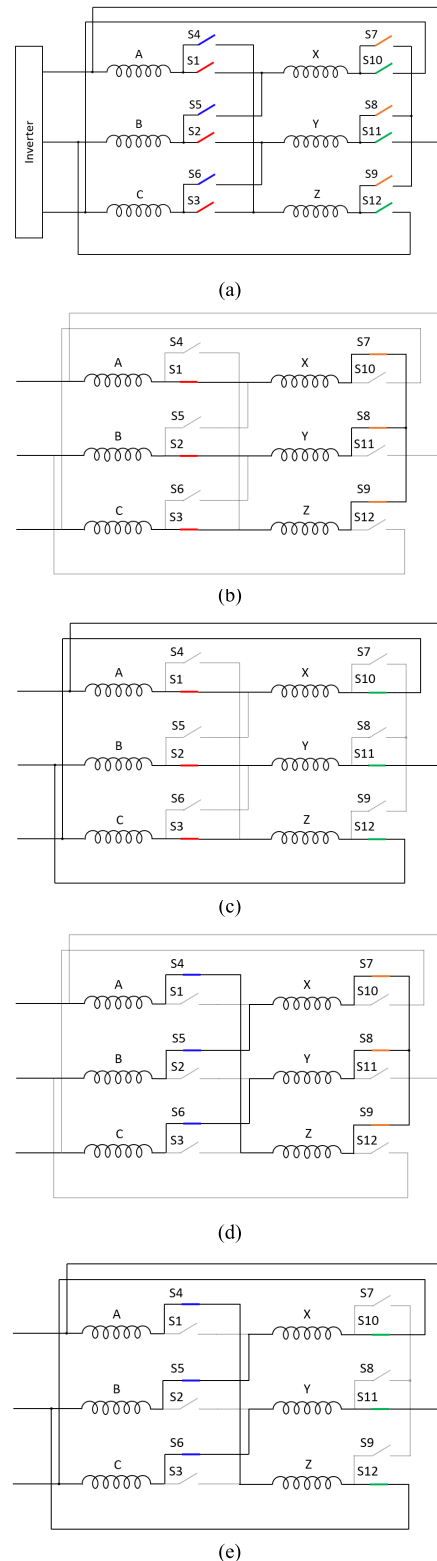 S4
S7
A
S1
X
S10
S5
S8
Inverter
B
S2
Y
S11
S6
S9
C
S3
Z
S12
(a)
S4
S7
A
S1
X
S10
S5
S8
B
S2
Y
S11
S6
S9
C
S3
Z
S12
(b)
S4
S7
A
S1
X
S10
S5
S8
B
S2
Y
S11
S6
S9
C
S3
Z
S12
(c)
S4
S7
A
S1
X
S10
S5
S8
B
S2
Y
S11
S6
S9
C
S3
Z
S12
(d)
S4
S7
A
S1
X
S10
S5
S8
B
S2
Y
S11
S6
S9
C
S3
Z
S12
(e)